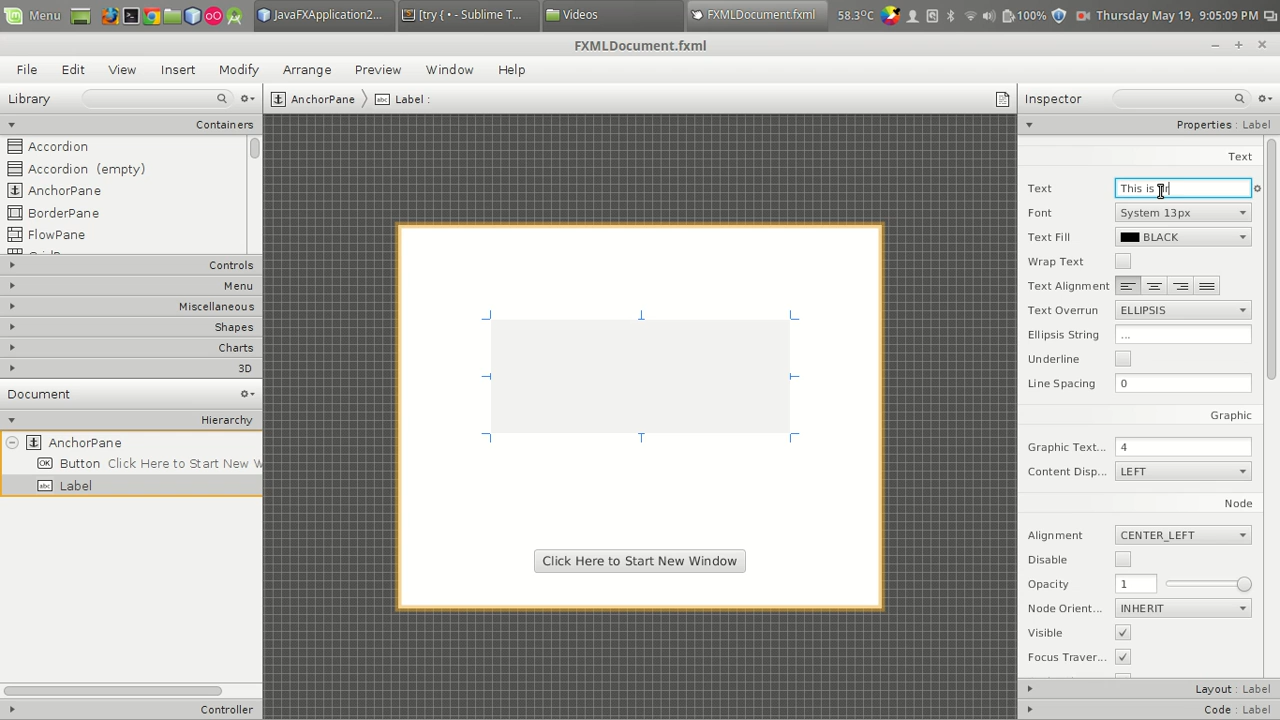 Menu
JavaFXApplication2...
[try { • - Sublime T...
Videos
FXMLDocument.fxml
58.3°C
100%
Thursday May 19, 9:05:09 PM
FXMLDocument.fxml
File Edit View Insert Modify Arrange Preview Window Help
Library
AnchorPane
abc Label :
Inspector
Containers
Properties : Label
Accordion
Accordion (empty)
AnchorPane
BorderPane
FlowPane
Controls
Menu
Miscellaneous
Shapes
Charts
3D
Document
Hierarchy
AnchorPane
OK Button Click Here to Start New W
abc Label
Controller
Click Here to Start New Window
Text
Text This is
Font System 13px
Text Fill BLACK
Wrap Text
Text Alignment
Text Overrun ELLIPSIS
Ellipsis String ...
Underline
Line Spacing 0
Graphic
Graphic Text... 4
Content Disp... LEFT
Node
Alignment CENTER_LEFT
Disable
Opacity 1
Node Orient... INHERIT
Visible
Focus Traver...
Layout : Label
Code : Label